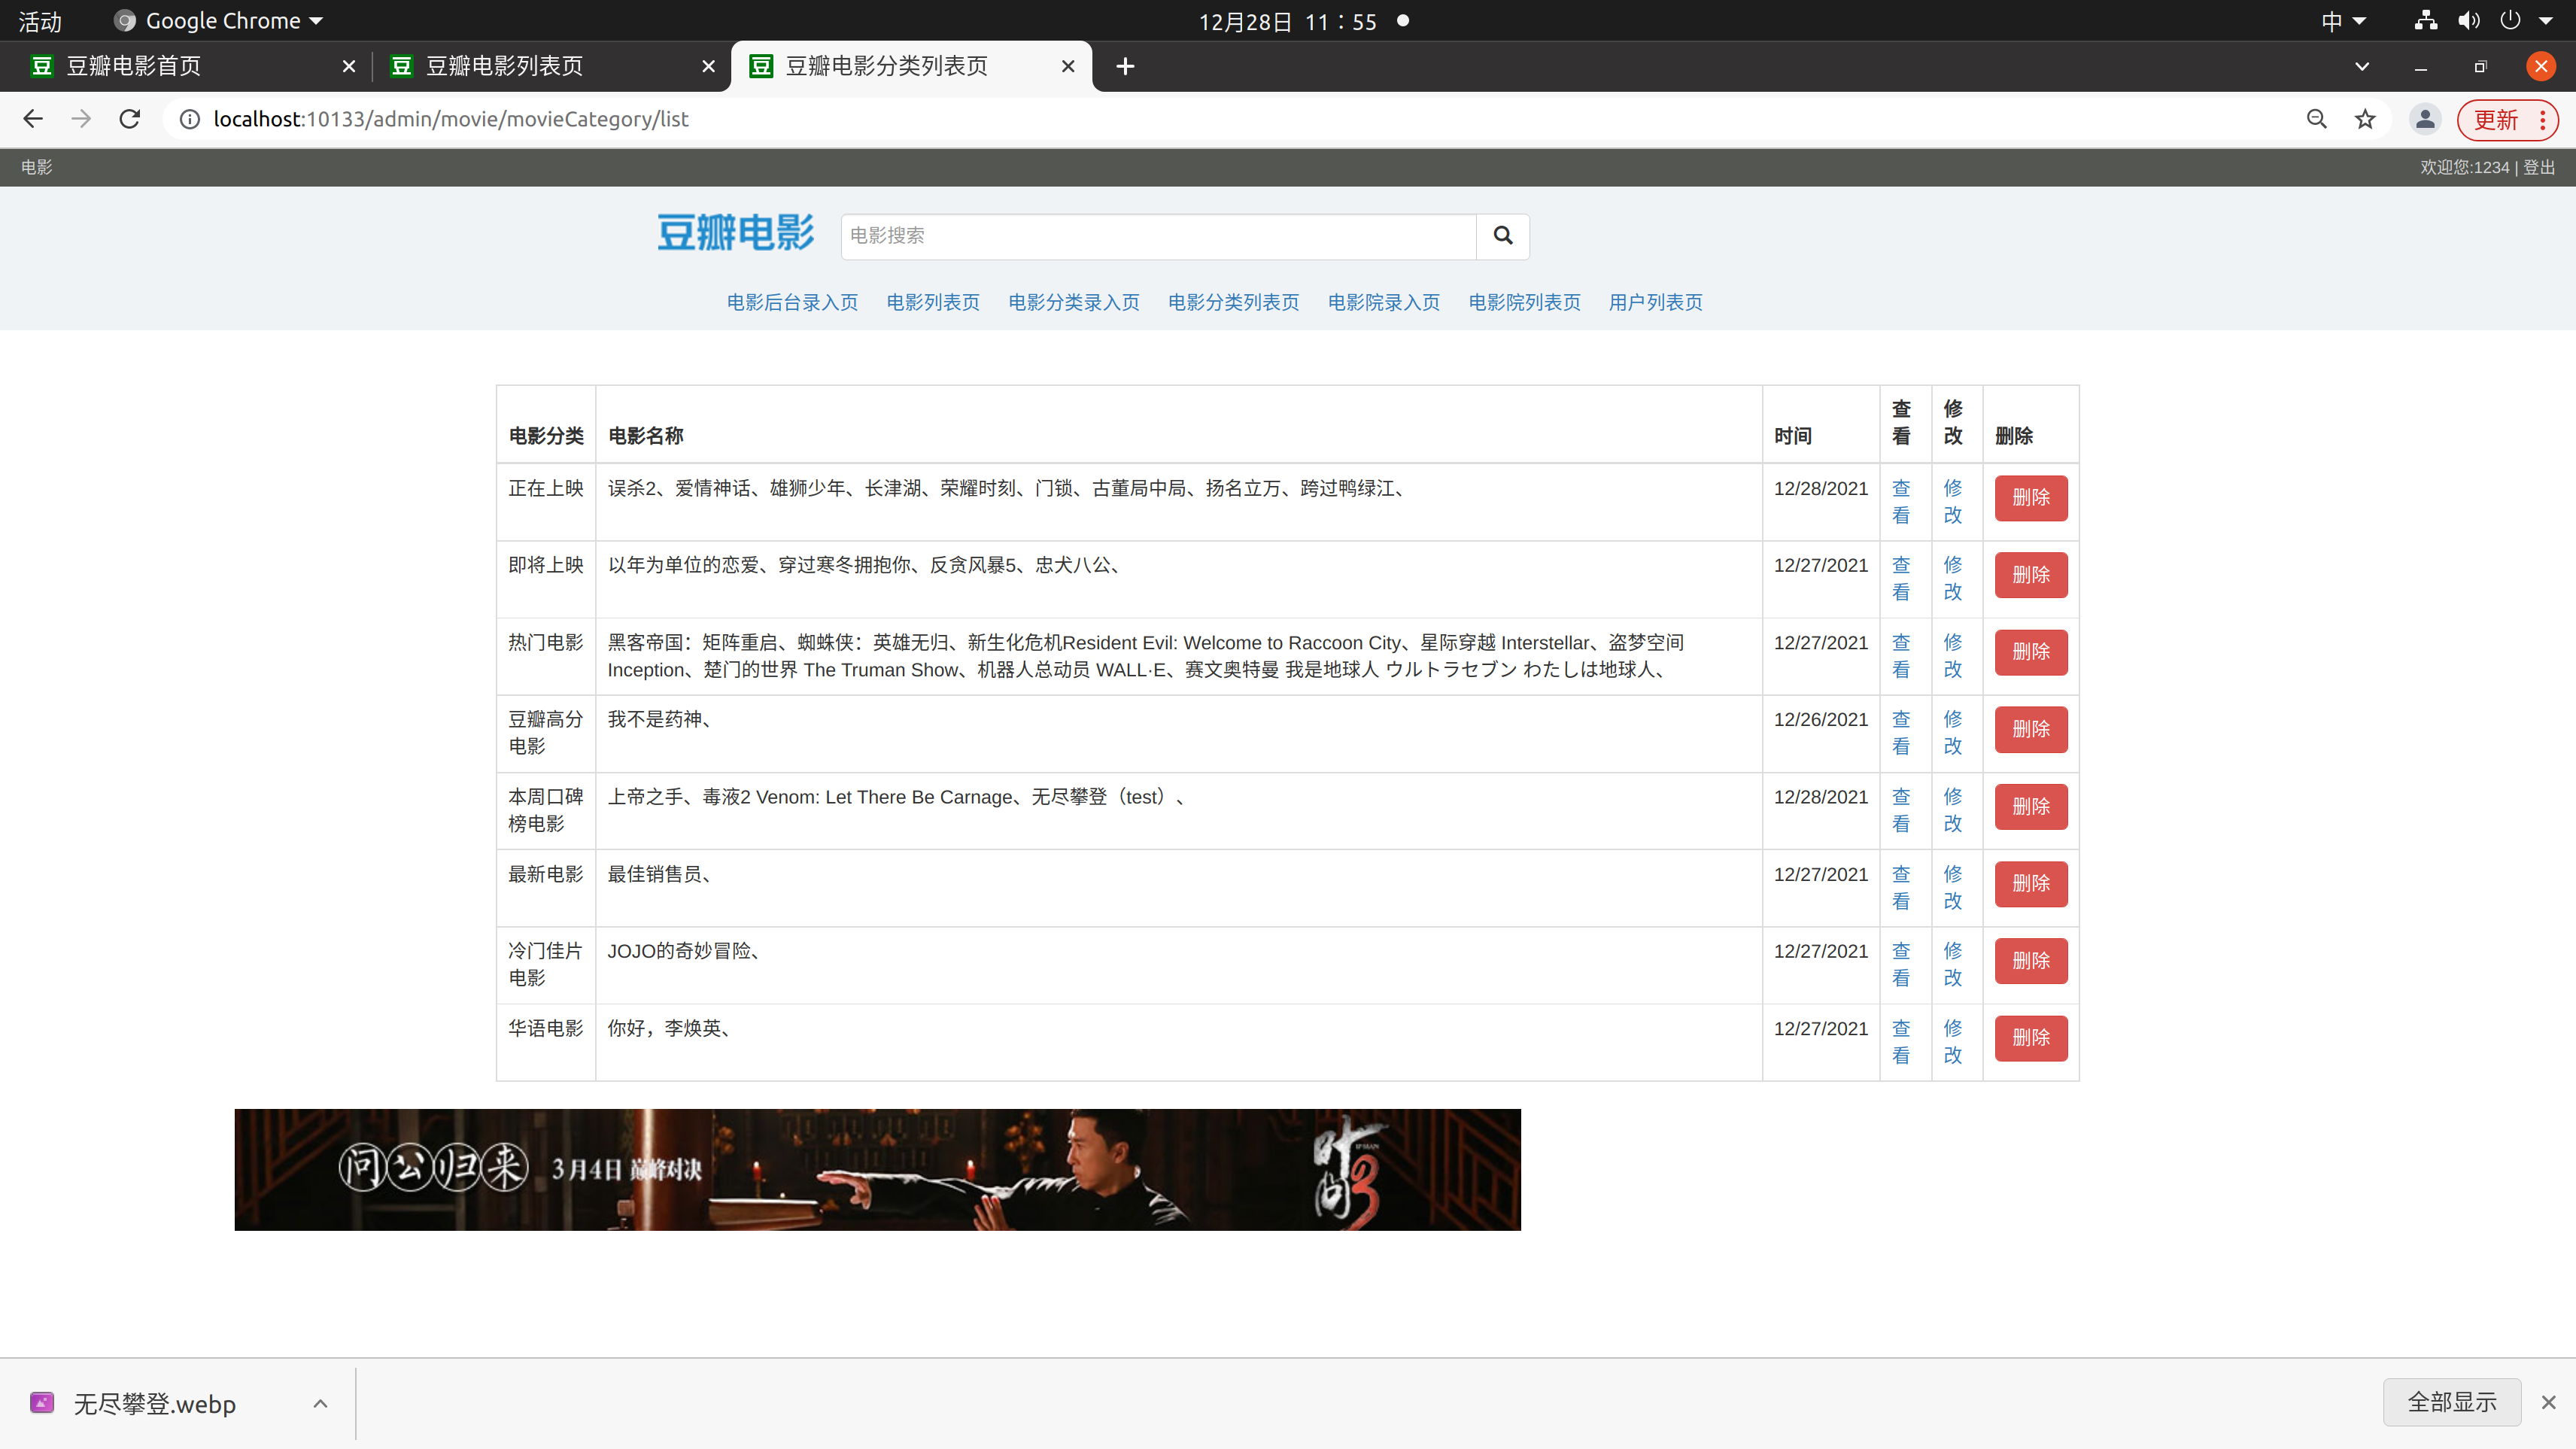 活动 Google Chrome 12月28日 11：55 中
豆瓣电影首页 豆瓣电影列表页 豆瓣电影分类列表页
localhost:10133/admin/movie/movieCategory/list 更新
电影 欢迎您:1234 | 登出
豆瓣电影 电影搜索
电影后台录入页 电影列表页 电影分类录入页 电影分类列表页 电影院录入页 电影院列表页 用户列表页
电影分类 电影名称 时间 查看 修改 删除
正在上映 误杀2、爱情神话、雄狮少年、长津湖、荣耀时刻、门锁、古董局中局、扬名立万、跨过鸭绿江、 12/28/2021 查看 修改 删除
即将上映 以年为单位的恋爱、穿过寒冬拥抱你、反贪风暴5、忠犬八公、 12/27/2021 查看 修改 删除
热门电影 黑客帝国：矩阵重启、蜘蛛侠：英雄无归、新生化危机Resident Evil: Welcome to Raccoon City、星际穿越 Interstellar、盗梦空间 12/27/2021 查看 修改 删除
Inception、楚门的世界 The Truman Show、机器人总动员 WALL·E、赛文奥特曼 我是地球人 ウルトラセブン わたしは地球人、
豆瓣高分电影 我不是药神、 12/26/2021 查看 修改 删除
本周口碑榜电影 上帝之手、毒液2 Venom: Let There Be Carnage、无尽攀登（test）、 12/28/2021 查看 修改 删除
最新电影 最佳销售员、 12/27/2021 查看 修改 删除
冷门佳片电影 JOJO的奇妙冒险、 12/27/2021 查看 修改 删除
华语电影 你好，李焕英、 12/27/2021 查看 修改 删除
问公归来 3月4日 巅峰对决 叶问3 IP MAN
无尽攀登.webp 全部显示